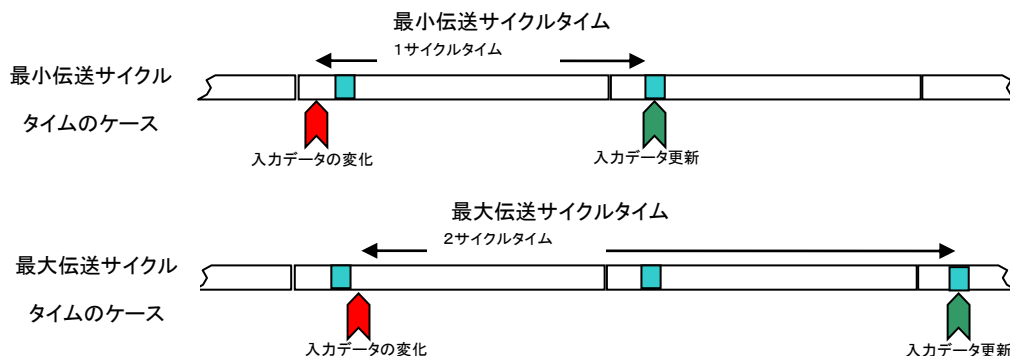 最小伝送サイクルタイム
1サイクルタイム
最小伝送サイクル
タイムのケース
入力データの変化
入力データ更新
最大伝送サイクルタイム
2サイクルタイム
最大伝送サイクル
タイムのケース
入力データの変化
入力データ更新